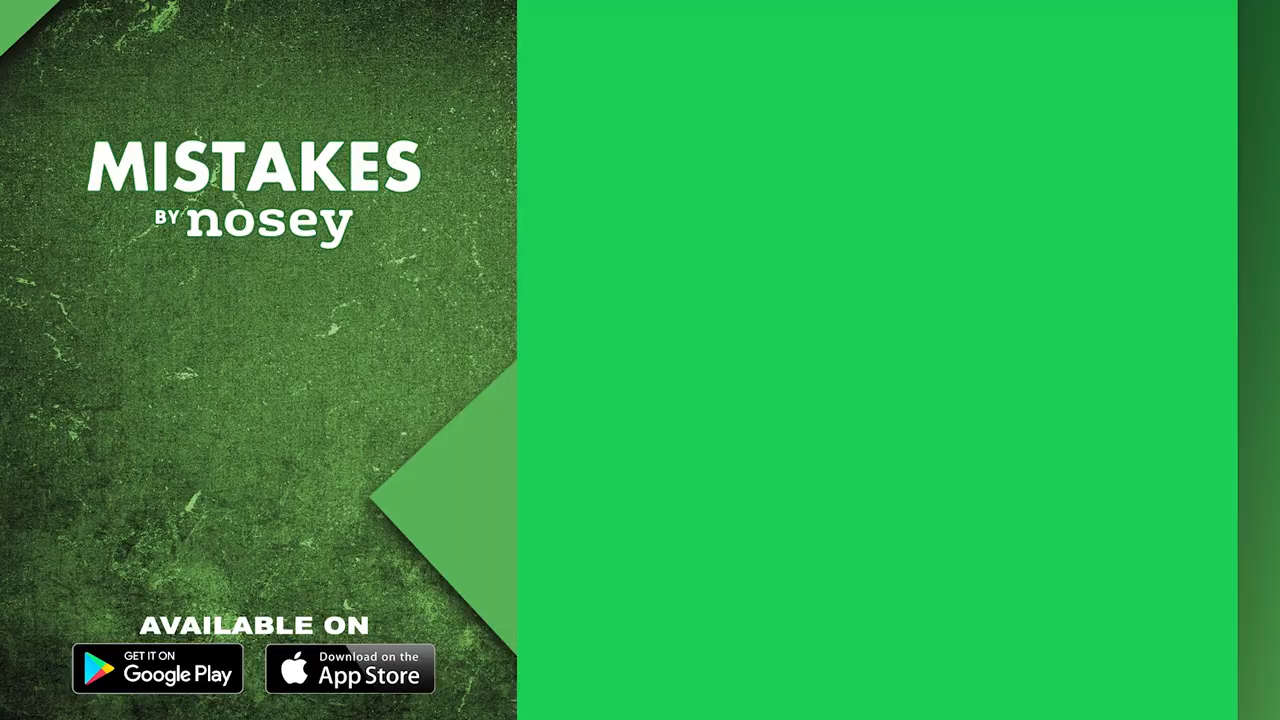 MISTAKES
BY nosey
AVAILABLE ON
GET IT ON
Google Play
Download on the
App Store